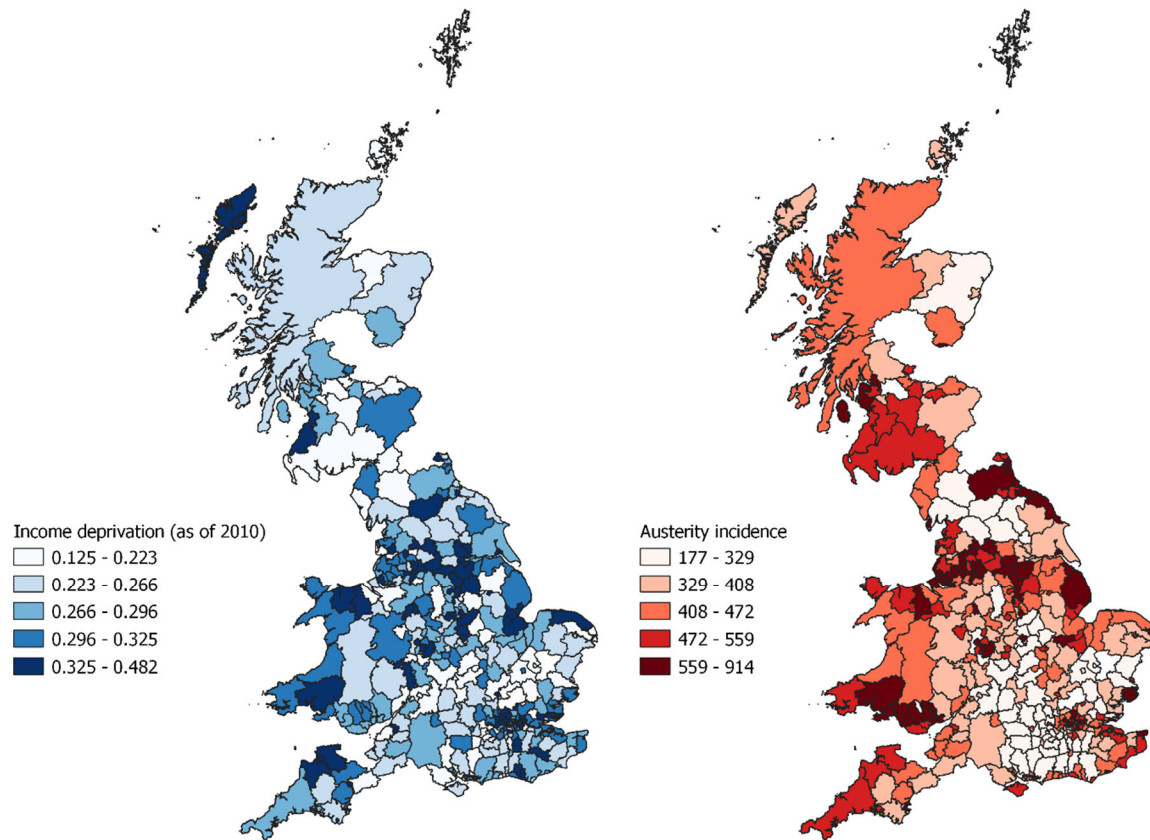 Income deprivation (as of 2010)
0.125 - 0.223
0.223 - 0.266
0.266 - 0.296
0.296 - 0.325
0.325 - 0.482
Austerity incidence
177 - 329
329 - 408
408 - 472
472 - 559
559 - 914